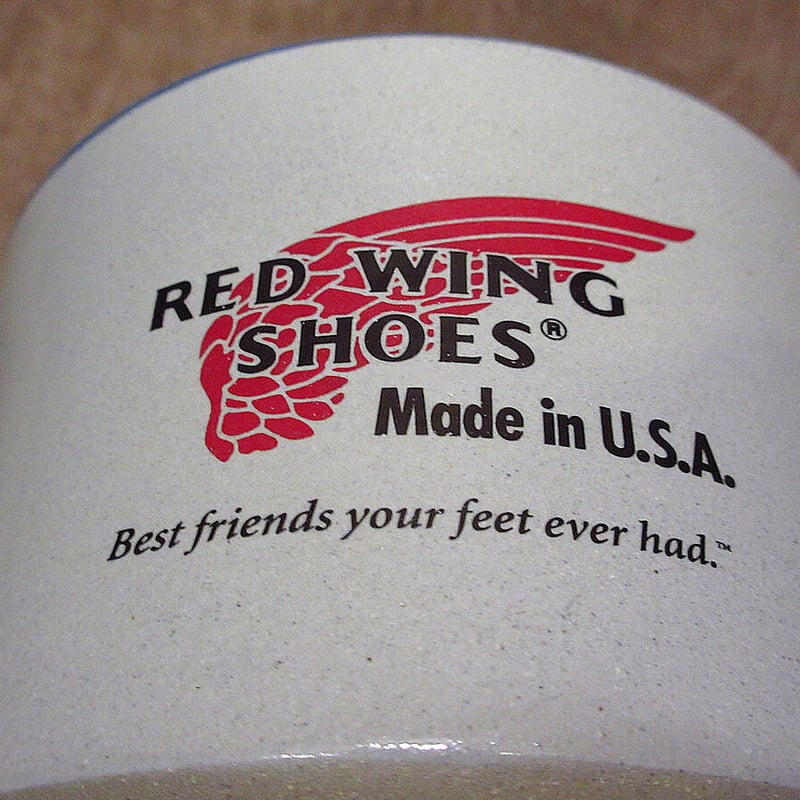 RED WING
SHOES®
Made in U.S.A.
Best friends your feet ever had.™